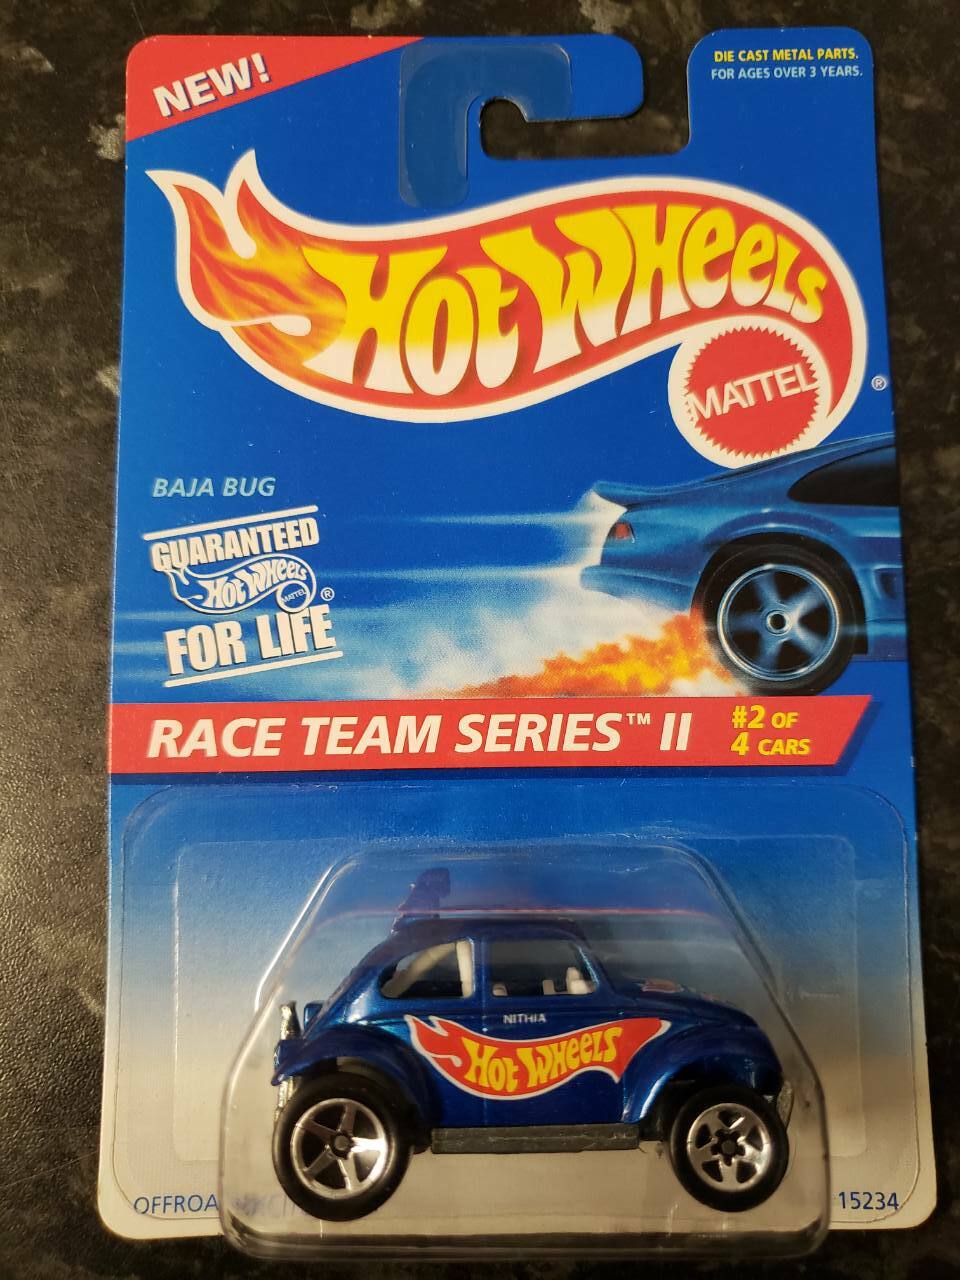 NEW!
DIE CAST METAL PARTS.
FOR AGES OVER 3 YEARS.
HOT WHEELS
MATTEL
®
BAJA BUG
GUARANTEED
HOT WHEELS
MATTEL ®
FOR LIFE
RACE TEAM SERIES™ II
#2 OF
4 CARS
NITHIA
HOT WHEELS
15234